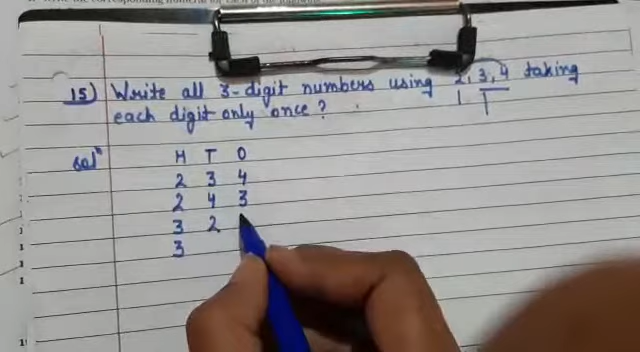 15) Write all 3-digit numbers using 2, 3, 4 taking
each digit only once ?
solⁿ H T O
2 3 4
2 4 3
3 2
3